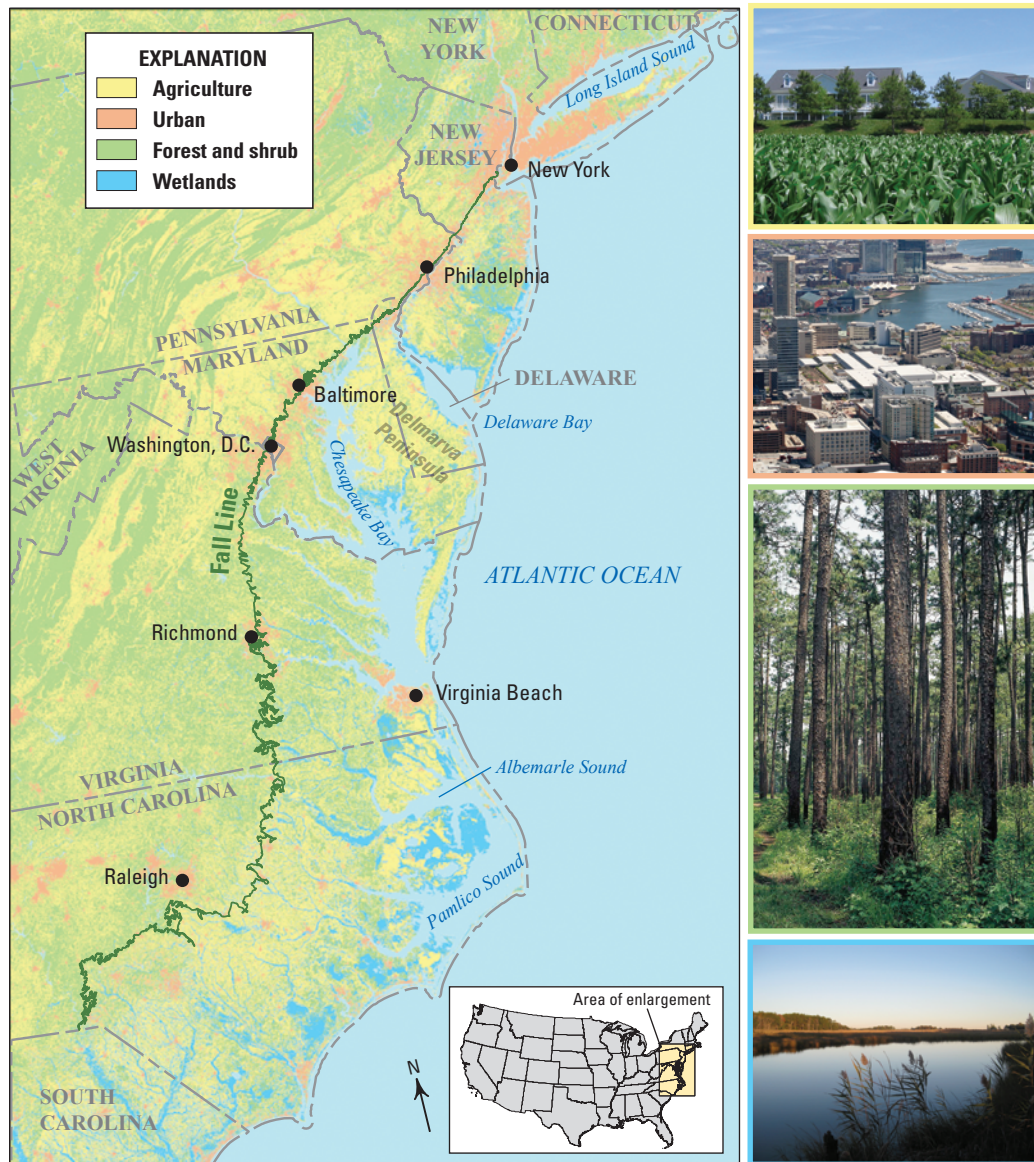 EXPLANATION
Agriculture
Urban
Forest and shrub
Wetlands
NEW
YORK
CONNECTICUT
Long Island Sound
NEW
JERSEY
New York
Philadelphia
PENNSYLVANIA
MARYLAND
Baltimore
DELAWARE
Delmarva
Peninsula
Delaware Bay
Washington, D.C.
WEST
VIRGINIA
Chesapeake Bay
Fall Line
ATLANTIC OCEAN
Richmond
Virginia Beach
VIRGINIA
NORTH CAROLINA
Albemarle Sound
Raleigh
Pamlico Sound
Area of enlargement
N
SOUTH
CAROLINA